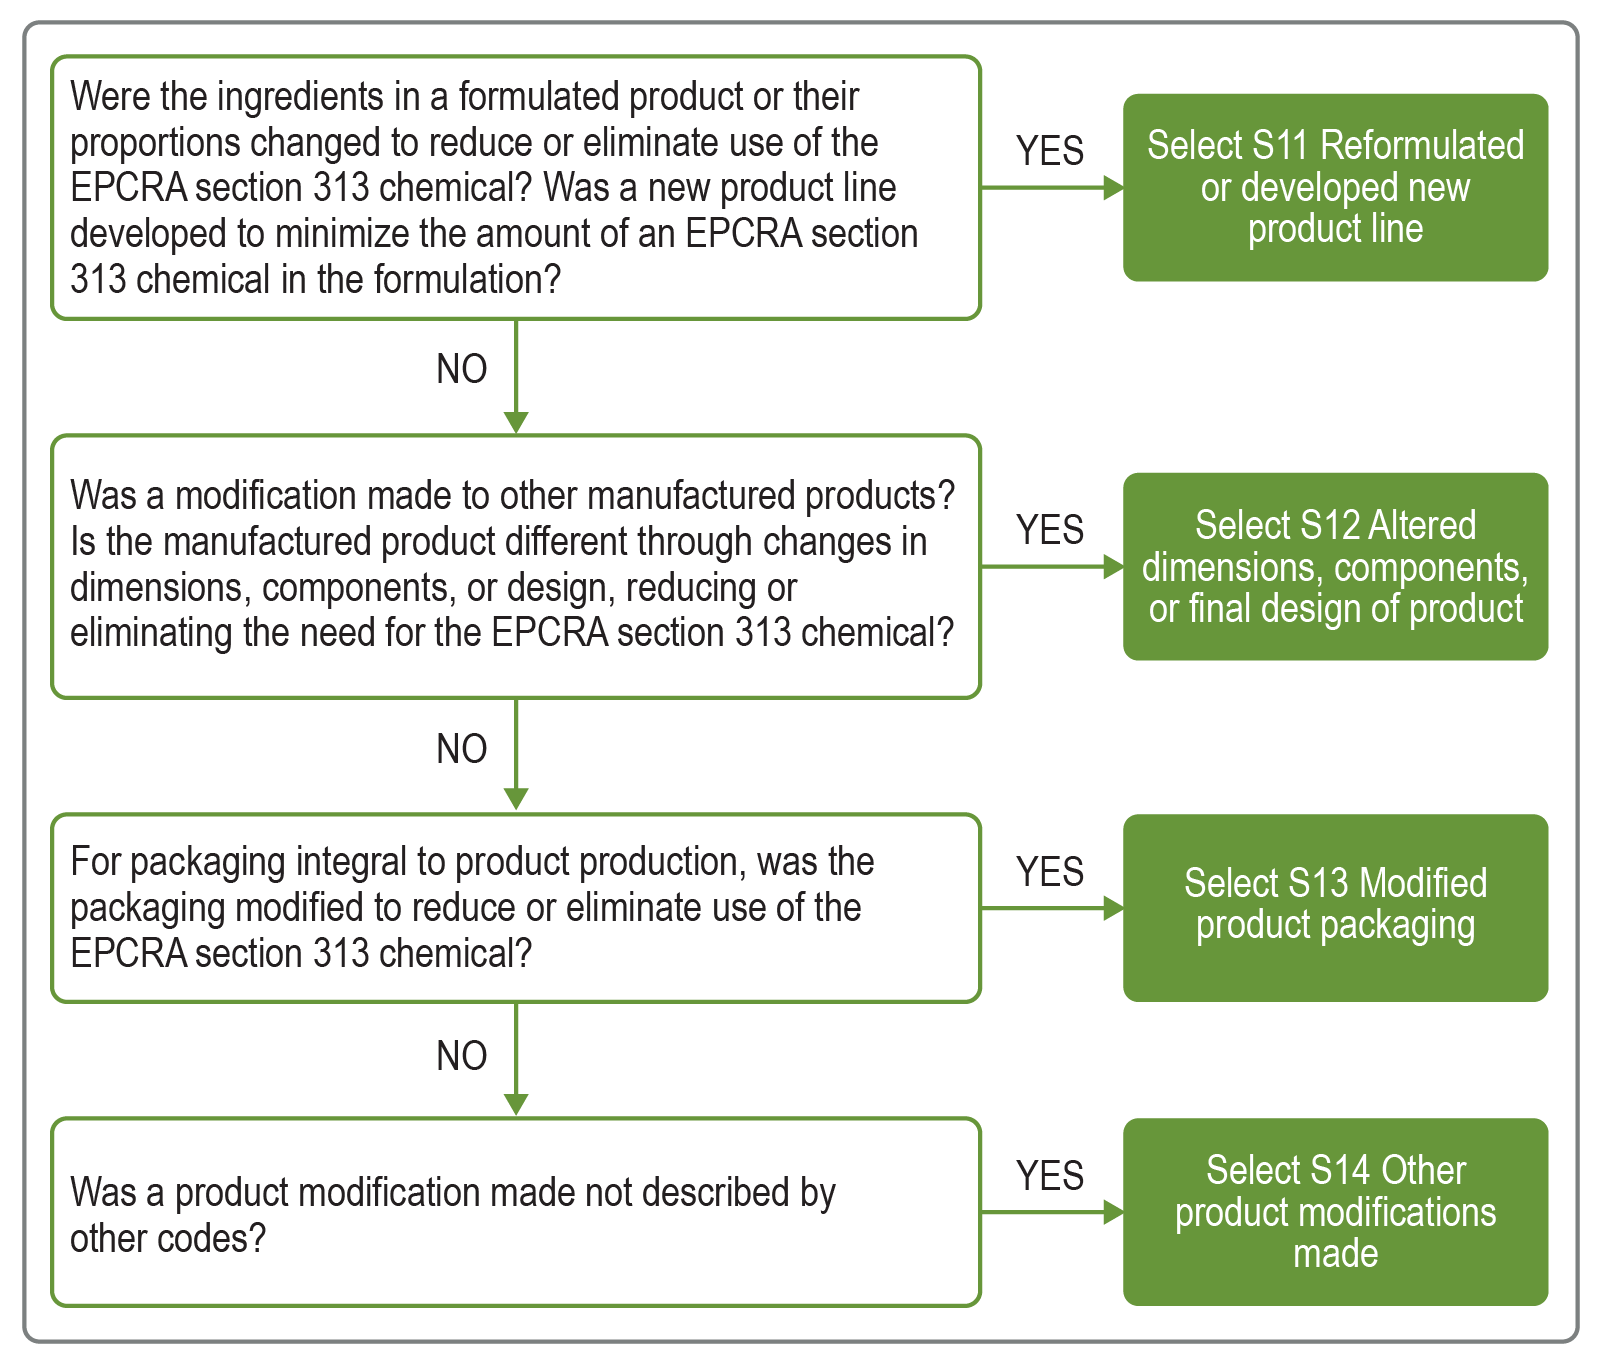 Were the ingredients in a formulated product or their
proportions changed to reduce or eliminate use of the
EPCRA section 313 chemical? Was a new product line
developed to minimize the amount of an EPCRA section
313 chemical in the formulation?
YES
Select S11 Reformulated
or developed new
product line
NO
Was a modification made to other manufactured products?
Is the manufactured product different through changes in
dimensions, components, or design, reducing or
eliminating the need for the EPCRA section 313 chemical?
YES
Select S12 Altered
dimensions, components,
or final design of product
NO
For packaging integral to product production, was the
packaging modified to reduce or eliminate use of the
EPCRA section 313 chemical?
YES
Select S13 Modified
product packaging
NO
Was a product modification made not described by
other codes?
YES
Select S14 Other
product modifications
made